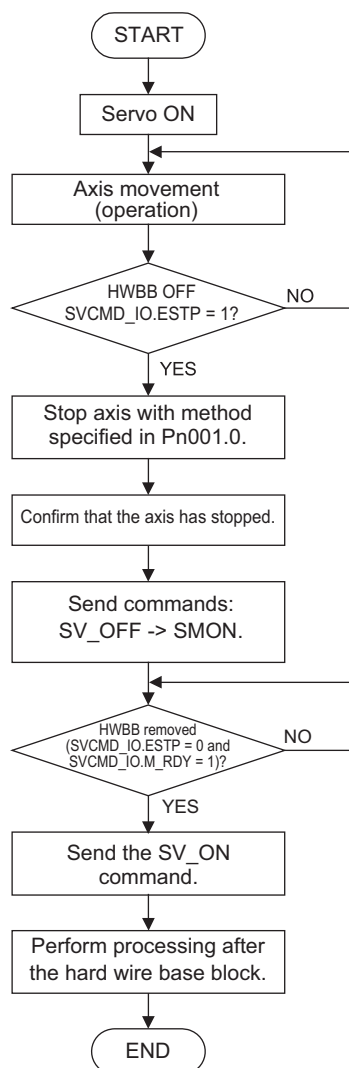 START
Servo ON
Axis movement
(operation)
HWBB OFF
SVCMD_IO.ESTP = 1?
NO
YES
Stop axis with method
specified in Pn001.0.
Confirm that the axis has stopped.
Send commands:
SV_OFF -> SMON.
HWBB removed
(SVCMD_IO.ESTP = 0 and
SVCMD_IO.M_RDY = 1)?
NO
YES
Send the SV_ON
command.
Perform processing after
the hard wire base block.
END